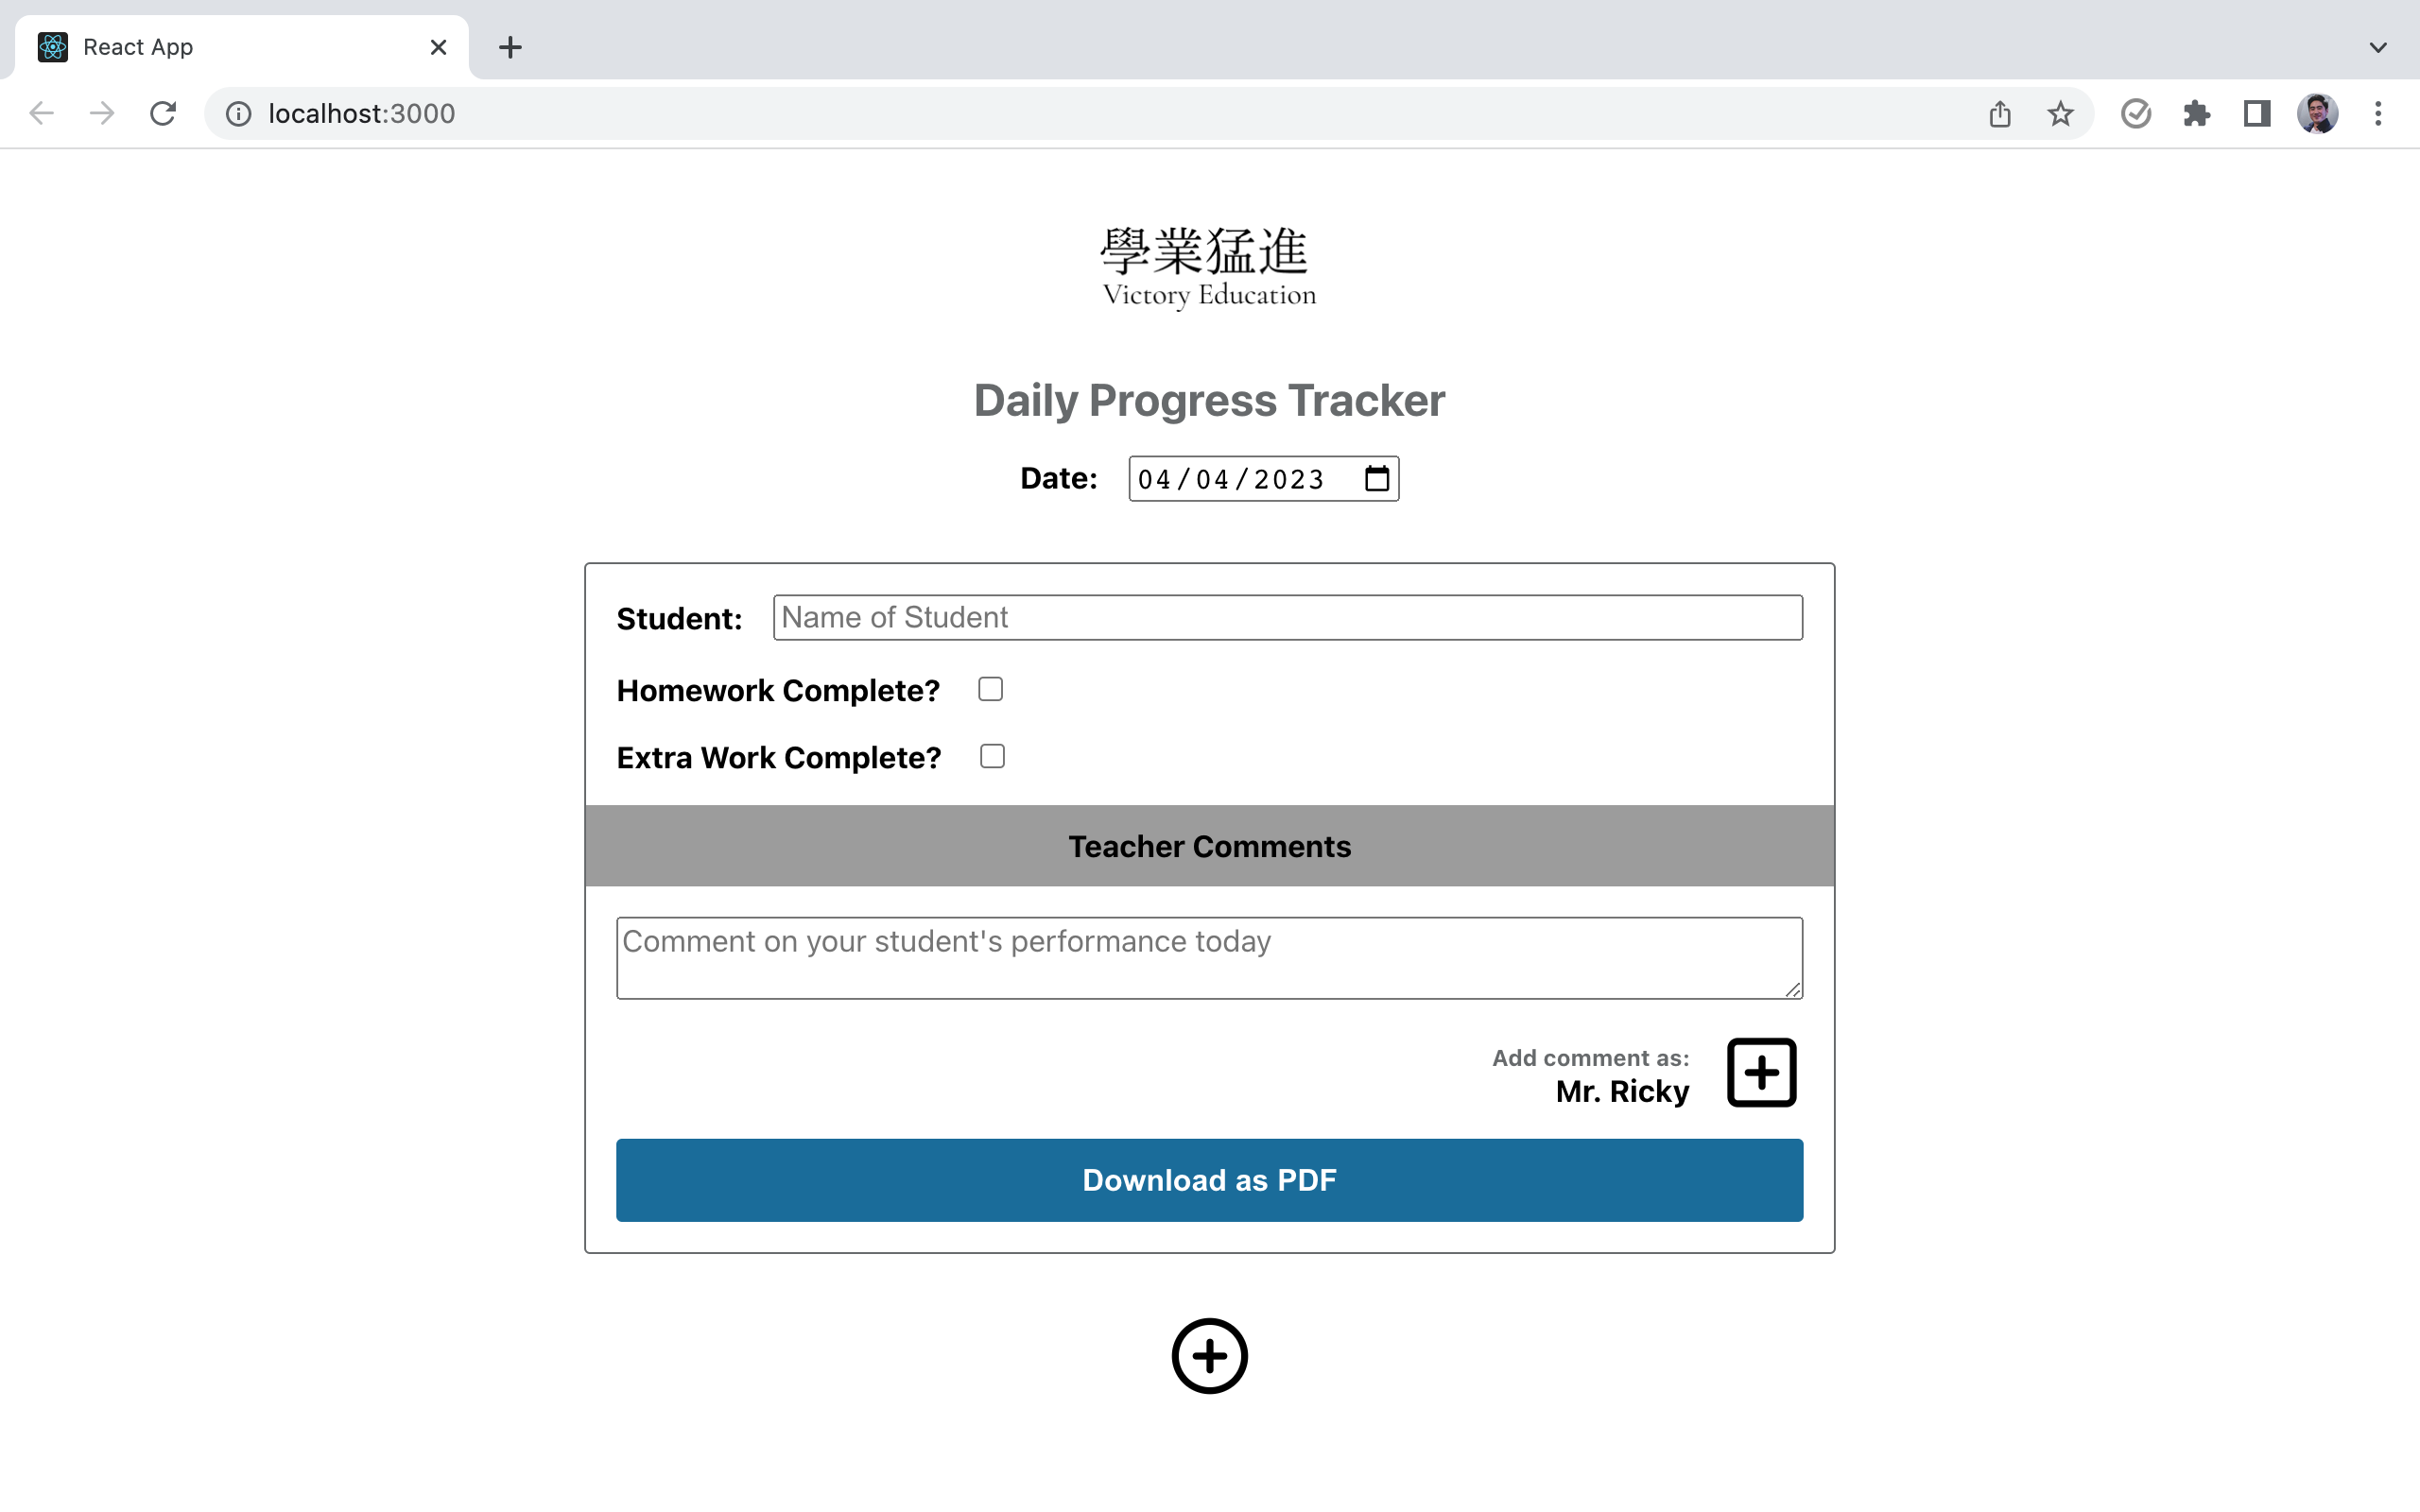 React App
localhost:3000
學業猛進
Victory Education
Daily Progress Tracker
Date: 04/04/2023
Student: Name of Student
Homework Complete?
Extra Work Complete?
Teacher Comments
Comment on your student's performance today
Add comment as:
Mr. Ricky
Download as PDF